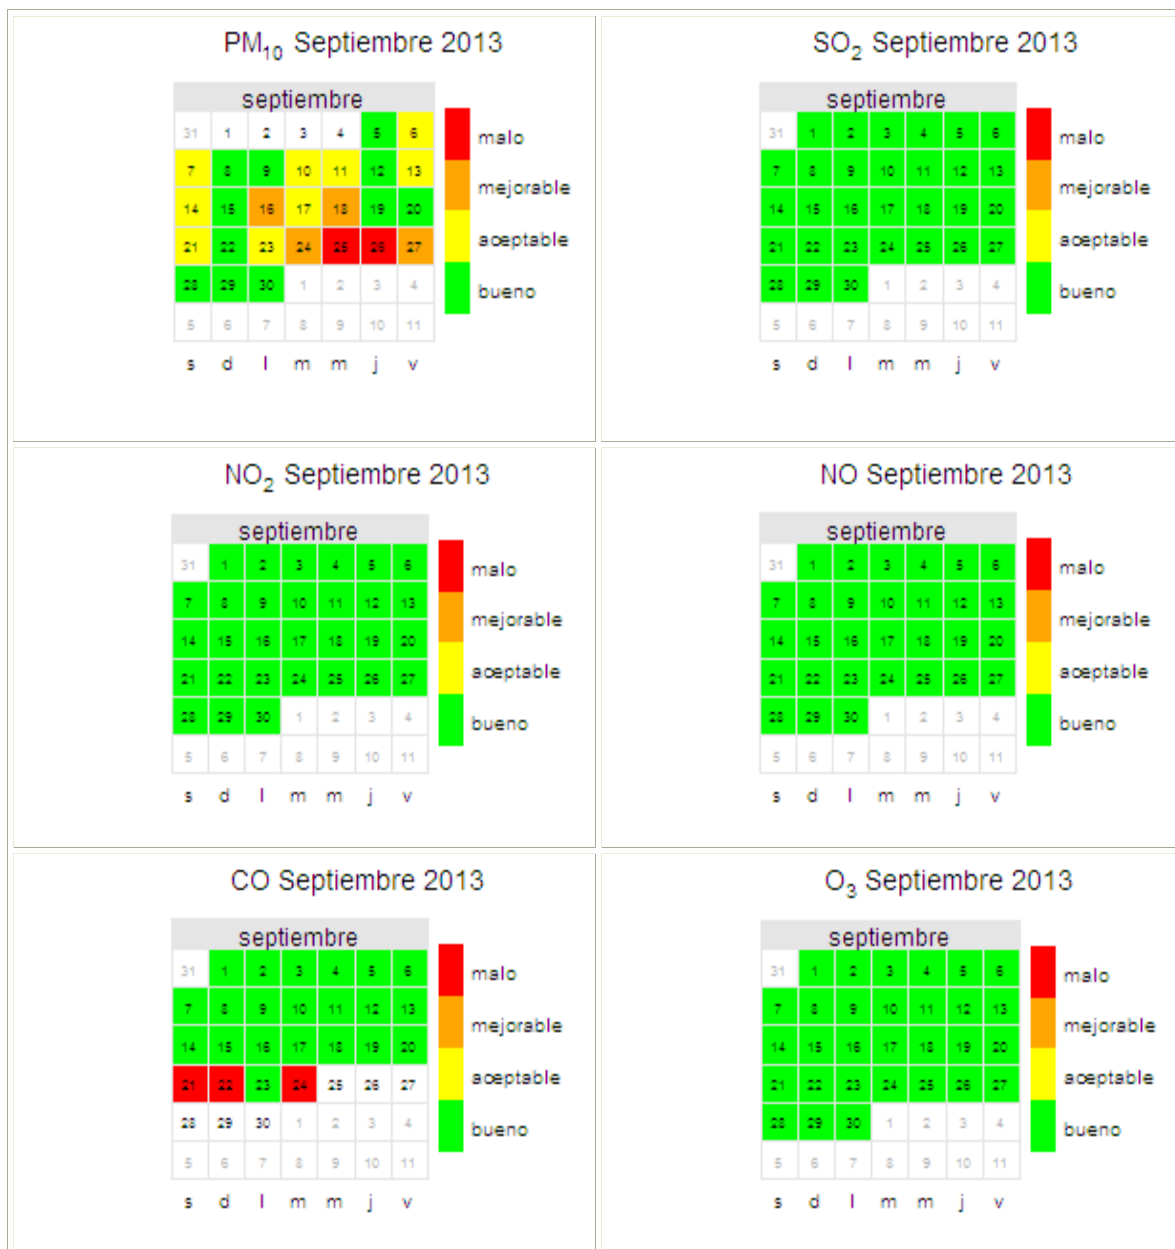 PM10 Septiembre 2013
septiembre
31 1 2 3 4 5 6
7 8 9 10 11 12 13
14 15 16 17 18 19 20
21 22 23 24 25 26 27
28 29 30 1 2 3 4
5 6 7 8 9 10 11
s d l m m j v
malo
mejorable
aceptable
bueno
SO2 Septiembre 2013
septiembre
31 1 2 3 4 5 6
7 8 9 10 11 12 13
14 15 16 17 18 19 20
21 22 23 24 25 26 27
28 29 30 1 2 3 4
5 6 7 8 9 10 11
s d l m m j v
malo
mejorable
aceptable
bueno
NO2 Septiembre 2013
septiembre
31 1 2 3 4 5 6
7 8 9 10 11 12 13
14 15 16 17 18 19 20
21 22 23 24 25 26 27
28 29 30 1 2 3 4
5 6 7 8 9 10 11
s d l m m j v
malo
mejorable
aceptable
bueno
NO Septiembre 2013
septiembre
31 1 2 3 4 5 6
7 8 9 10 11 12 13
14 15 16 17 18 19 20
21 22 23 24 25 26 27
28 29 30 1 2 3 4
5 6 7 8 9 10 11
s d l m m j v
malo
mejorable
aceptable
bueno
CO Septiembre 2013
septiembre
31 1 2 3 4 5 6
7 8 9 10 11 12 13
14 15 16 17 18 19 20
21 22 23 24 25 26 27
28 29 30 1 2 3 4
5 6 7 8 9 10 11
s d l m m j v
malo
mejorable
aceptable
bueno
O3 Septiembre 2013
septiembre
31 1 2 3 4 5 6
7 8 9 10 11 12 13
14 15 16 17 18 19 20
21 22 23 24 25 26 27
28 29 30 1 2 3 4
5 6 7 8 9 10 11
s d l m m j v
malo
mejorable
aceptable
bueno